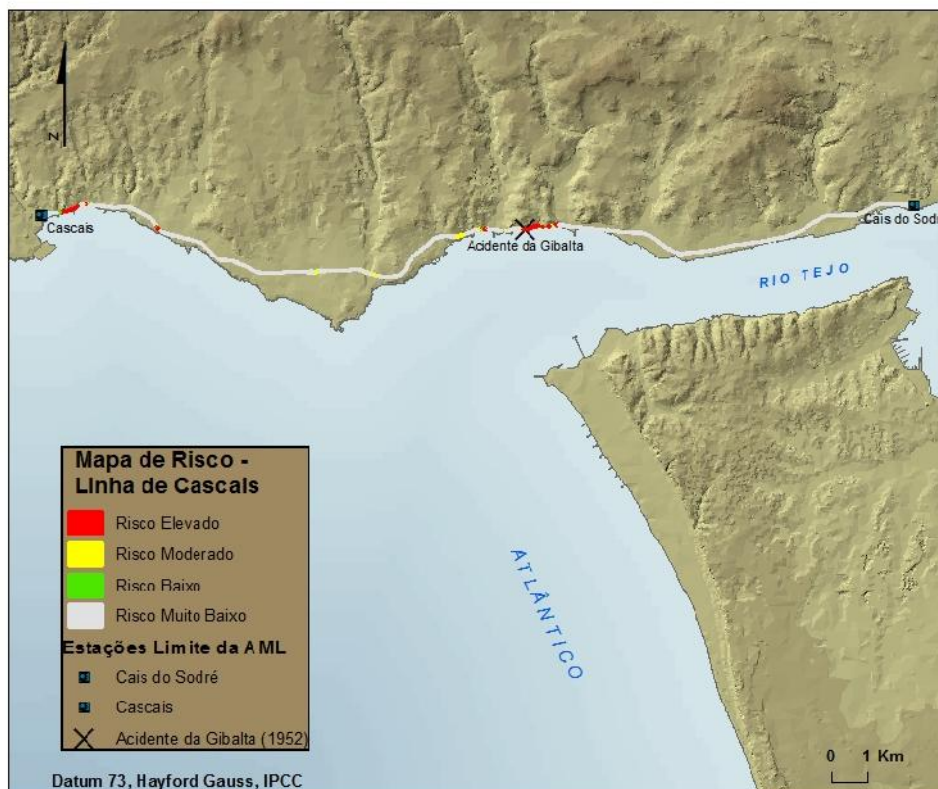 N
Cascais
Acidente da Gibalta
Cais do Sodré
RIO TEJO
ATLÂNTICO
Mapa de Risco -
Linha de Cascais
Risco Elevado
Risco Moderado
Risco Baixo
Risco Muito Baixo
Estações Limite da AML
Cais do Sodré
Cascais
Acidente da Gibalta (1952)
0 1 Km
Datum 73, Hayford Gauss, IPCC